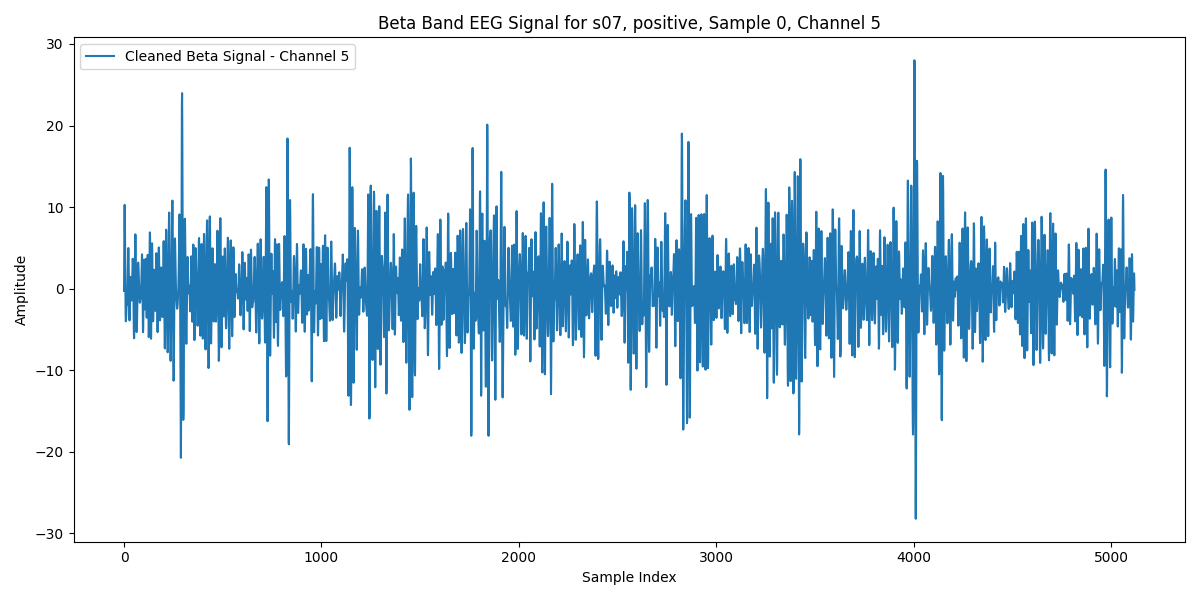 Beta Band EEG Signal for s07, positive, Sample 0, Channel 5
Cleaned Beta Signal - Channel 5
30
20
10
0
−10
−20
−30
Amplitude
0 1000 2000 3000 4000 5000
Sample Index